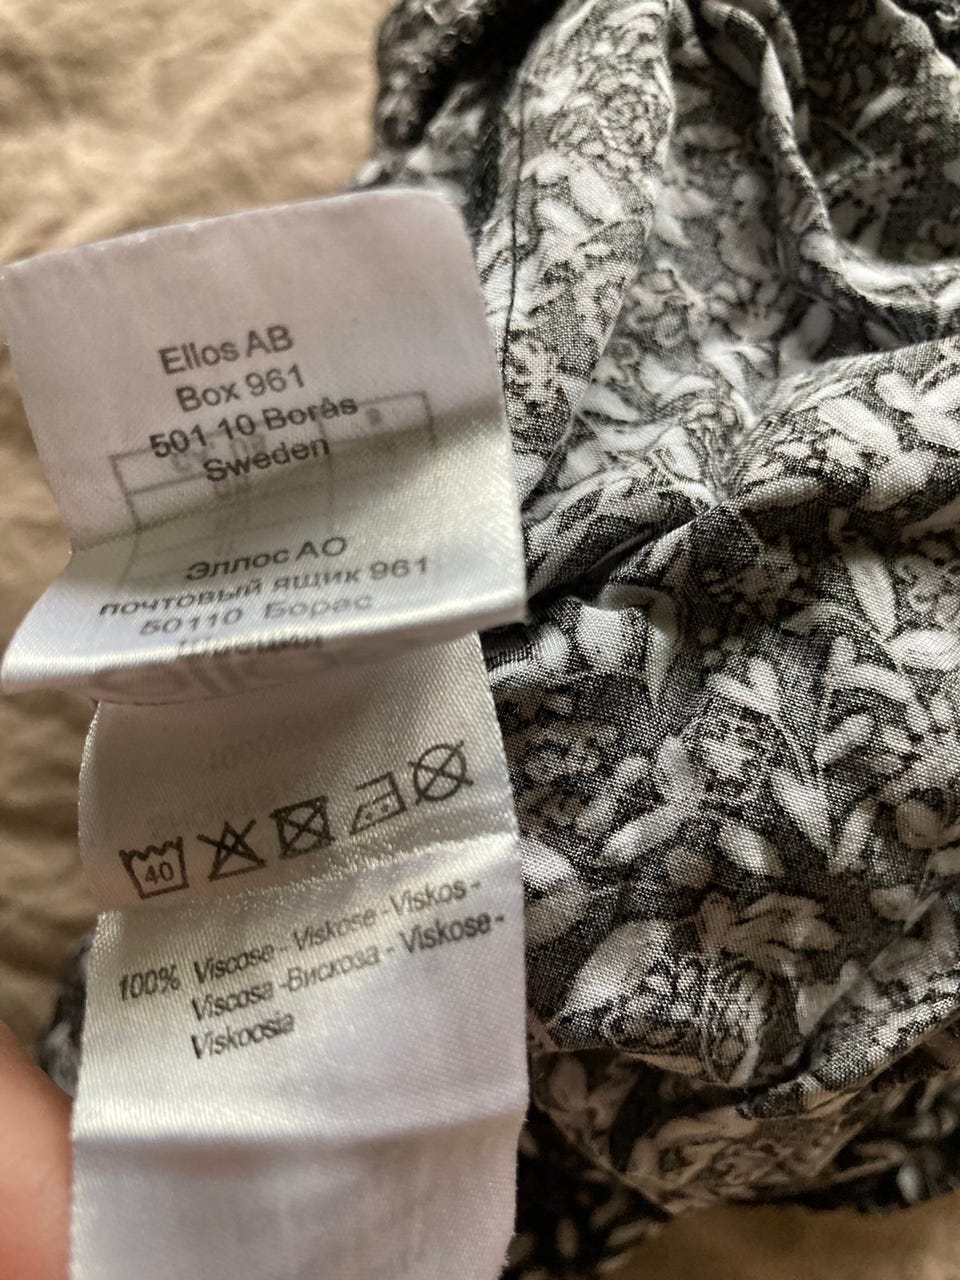 Ellos AB
Box 961
501 10 Borås
Sweden
Эллос АО
почтовый ящик 961
50110 Борас
40
100% Viscose - Viskose - Viskos -
Viscosa - Вискоза - Viskose -
Viskoosia